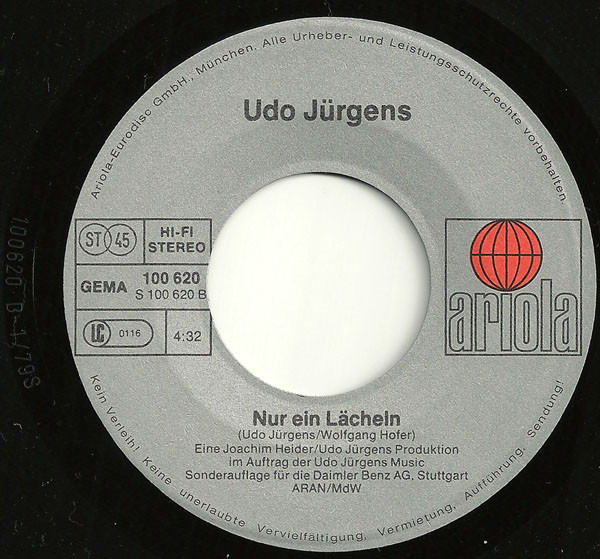 Ariola-Eurodisc GmbH., München. Alle Urheber- und Leistungsschutzrechte vorbehalten.
Udo Jürgens
ST 45
HI-FI
STEREO
GEMA
100 620
S 100 620 B
LC 0116
4:32
ariola
100620 B-1/79S
Nur ein Lächeln
(Udo Jürgens/Wolfgang Hofer)
Eine Joachim Heider/Udo Jürgens Produktion
im Auftrag der Udo Jürgens Music
Sonderauflage für die Daimler Benz AG, Stuttgart
ARAN/MdW
Kein Verleih! Keine unerlaubte Vervielfältigung, Vermietung, Aufführung, Sendung!